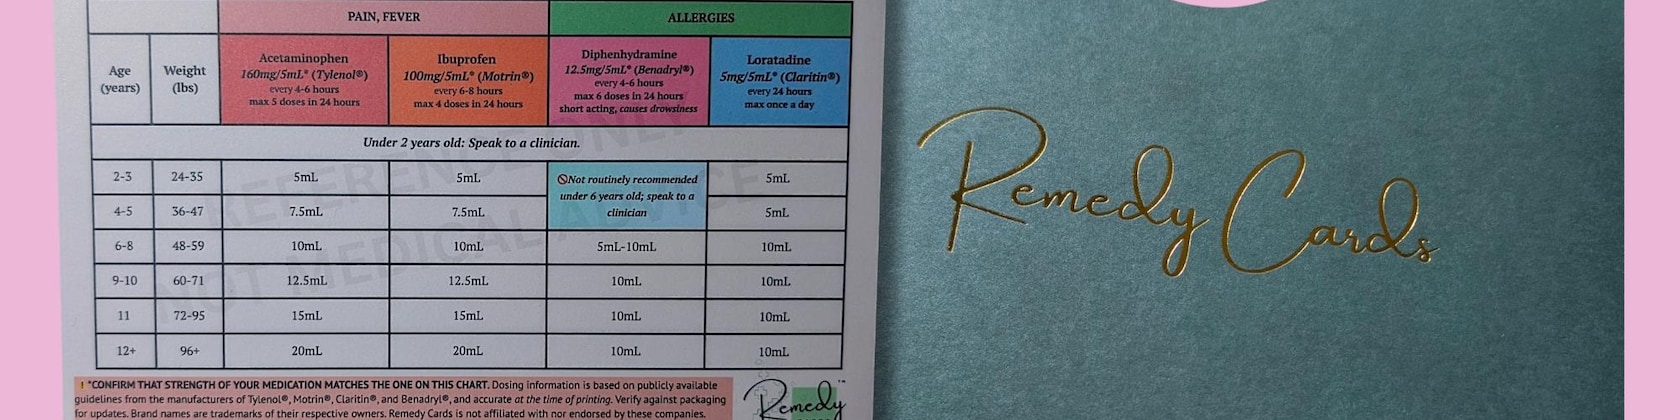 PAIN, FEVER ALLERGIES
Age (years) Weight (lbs)
Acetaminophen
160mg/5mL* (Tylenol®)
every 4-6 hours
max 5 doses in 24 hours
Ibuprofen
100mg/5mL* (Motrin®)
every 6-8 hours
max 4 doses in 24 hours
Diphenhydramine
12.5mg/5mL* (Benadryl®)
every 4-6 hours
max 6 doses in 24 hours
short acting, causes drowsiness
Loratadine
5mg/5mL* (Claritin®)
every 24 hours
max once a day
Under 2 years old: Speak to a clinician.
2-3 24-35 5mL 5mL 5mL
🚫Not routinely recommended
under 6 years old; speak to a
clinician
4-5 36-47 7.5mL 7.5mL 5mL
6-8 48-59 10mL 10mL 5mL-10mL 10mL
9-10 60-71 12.5mL 12.5mL 10mL 10mL
11 72-95 15mL 15mL 10mL 10mL
12+ 96+ 20mL 20mL 10mL 10mL
REFERENCE ONLY
NOT MEDICAL ADVICE
! *CONFIRM THAT STRENGTH OF YOUR MEDICATION MATCHES THE ONE ON THIS CHART. Dosing information is based on publicly available
guidelines from the manufacturers of Tylenol®, Motrin®, Claritin®, and Benadryl®, and accurate at the time of printing. Verify against packaging
for updates. Brand names are trademarks of their respective owners. Remedy Cards is not affiliated with nor endorsed by these companies.
Remedy™
Remedy Cards